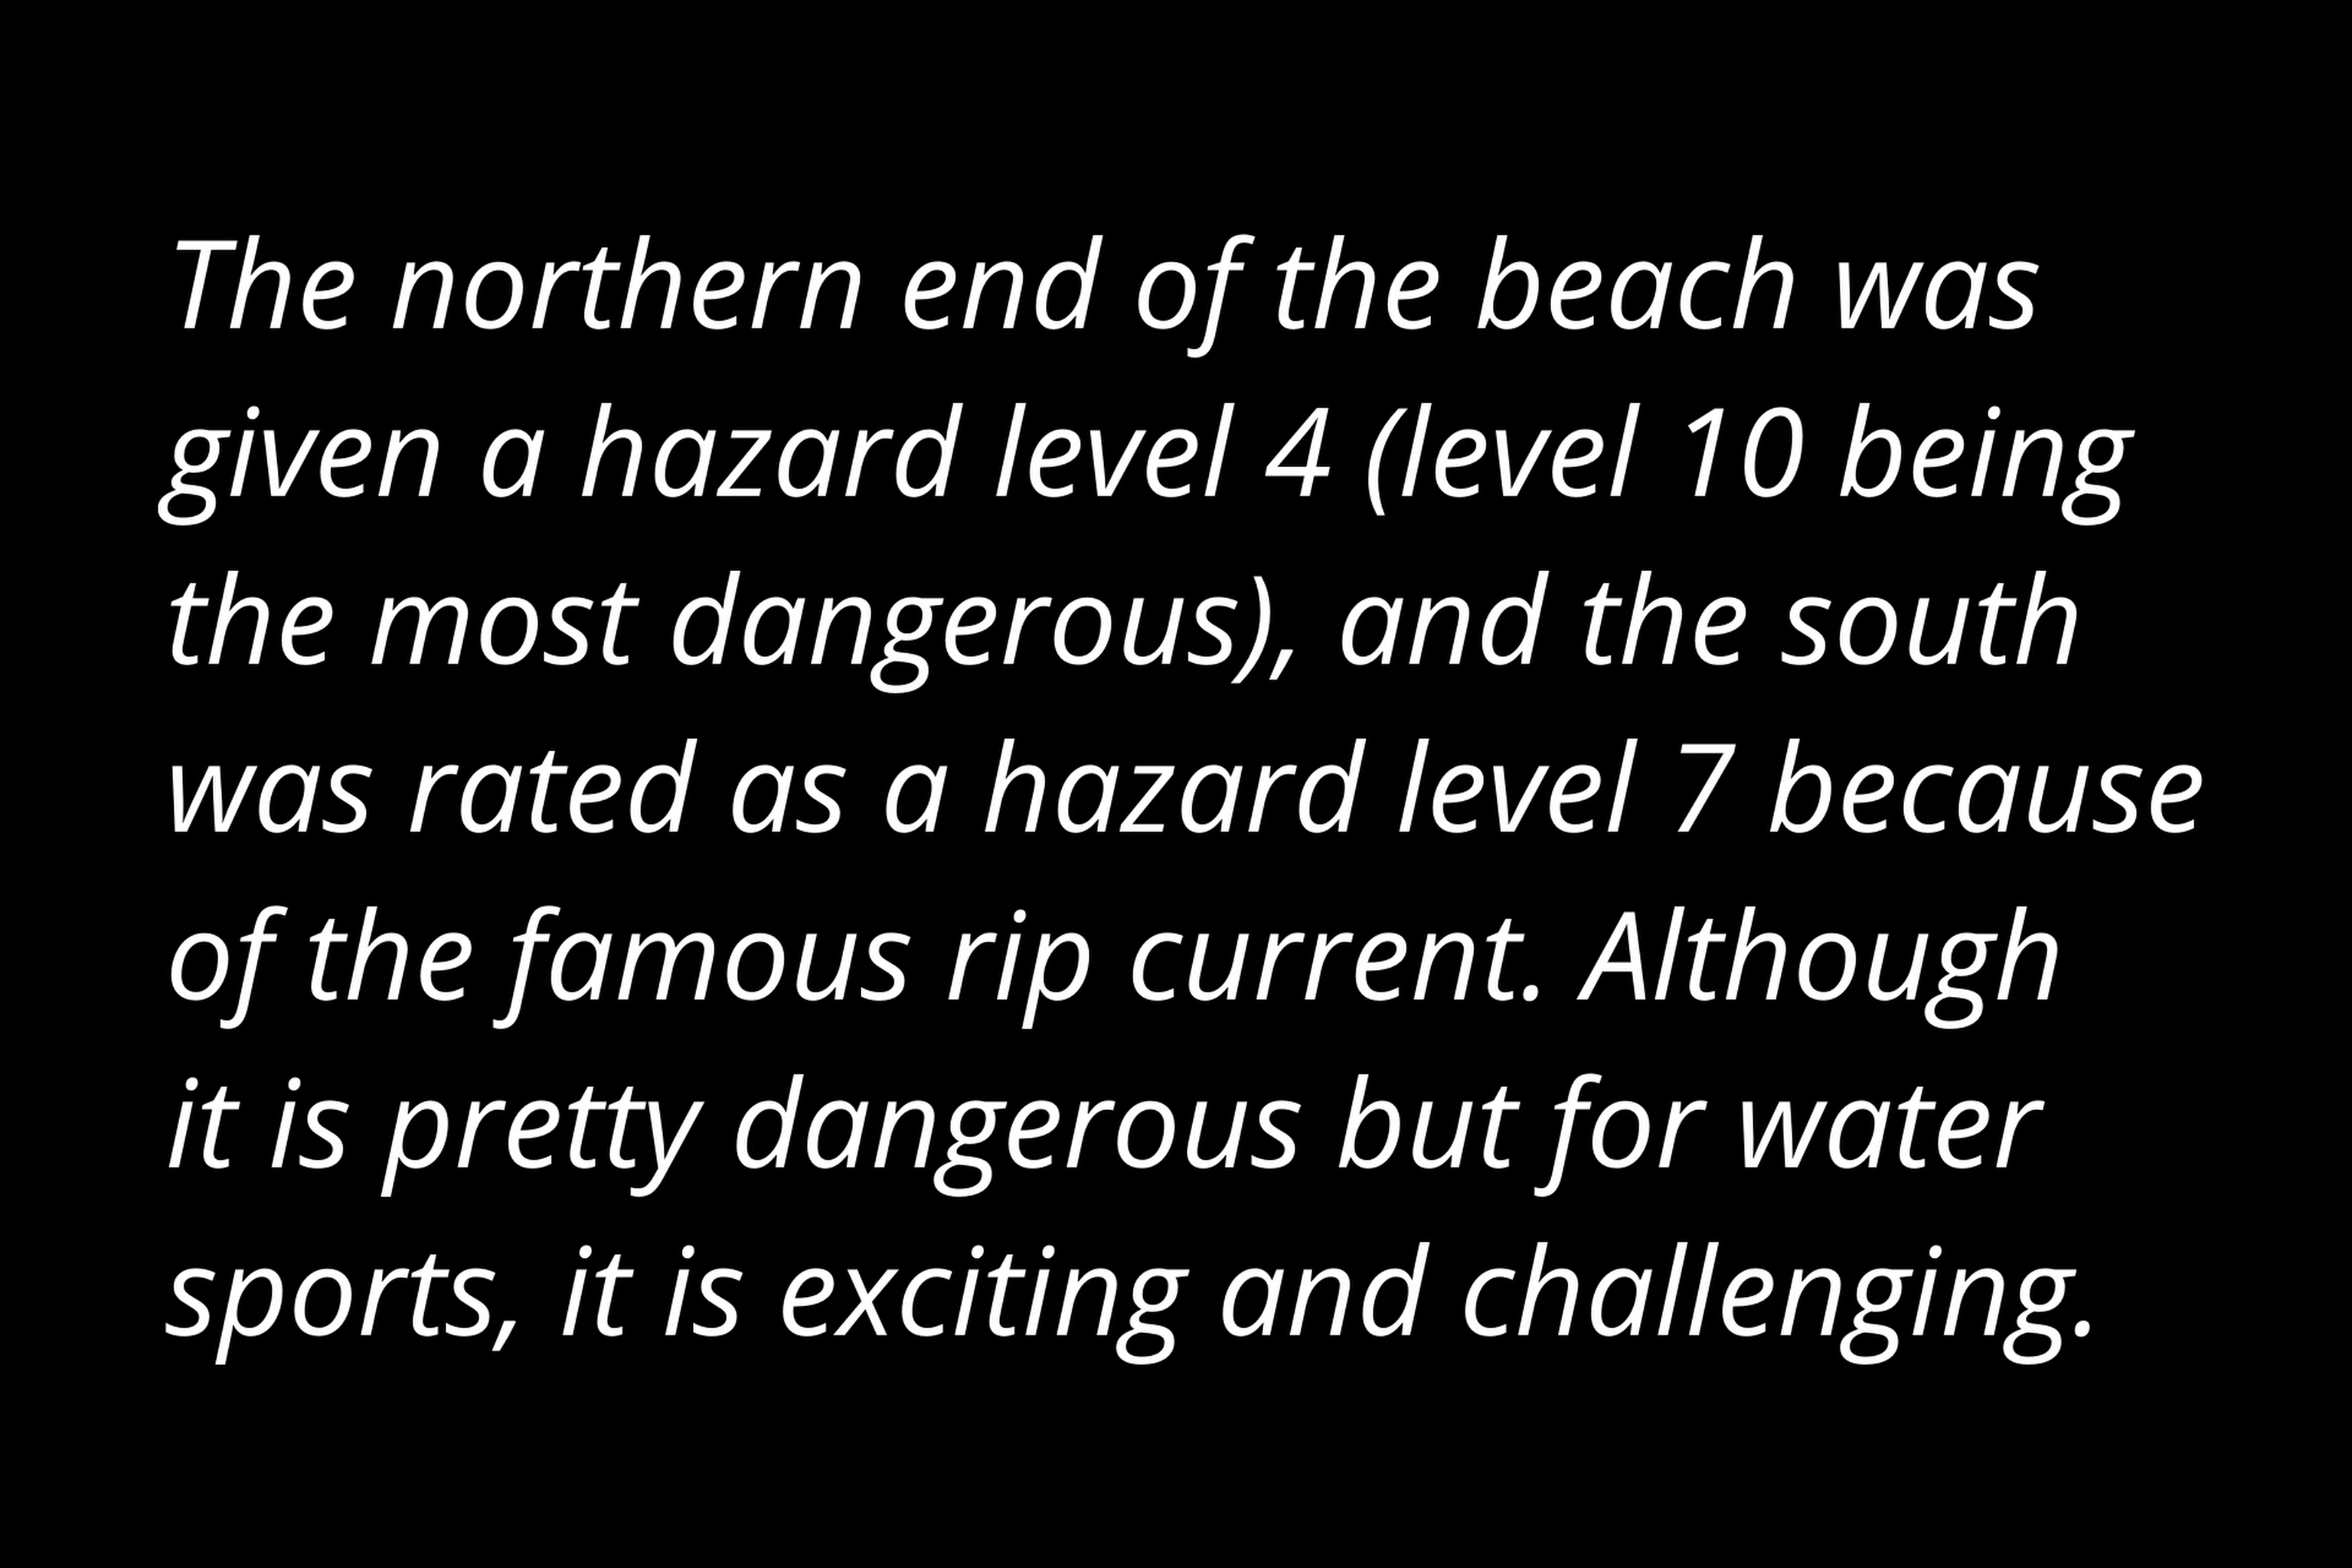 The northern end of the beach was
given a hazard level 4 (level 10 being
the most dangerous), and the south
was rated as a hazard level 7 because
of the famous rip current. Although
it is pretty dangerous but for water
sports, it is exciting and challenging.